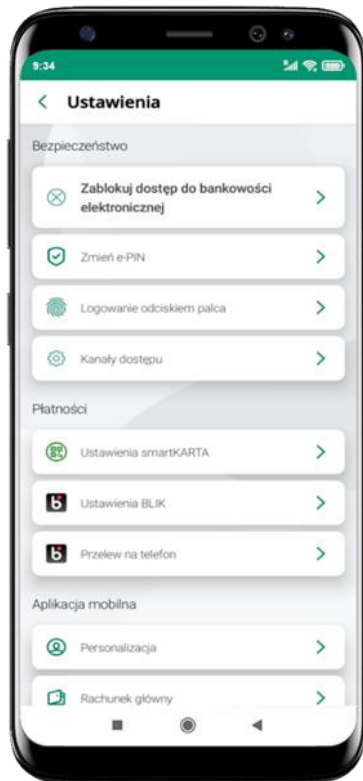 9:34
Ustawienia
Bezpieczeństwo
Zablokuj dostęp do bankowości
elektronicznej
Zmień e-PIN
Logowanie odciskiem palca
Kanały dostępu
Płatności
Ustawienia smartKARTA
Ustawienia BLIK
Przelew na telefon
Aplikacja mobilna
Personalizacja
Rachunek główny